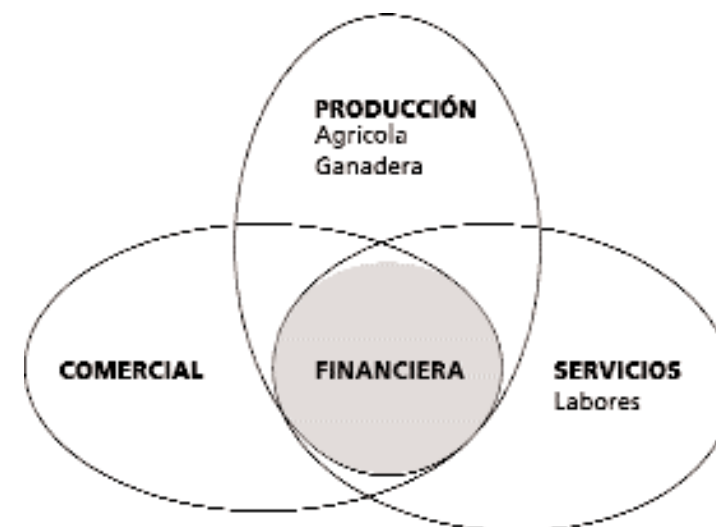 PRODUCCIÓN
Agricola
Ganadera
COMERCIAL
FINANCIERA
SERVICIOS
Labores